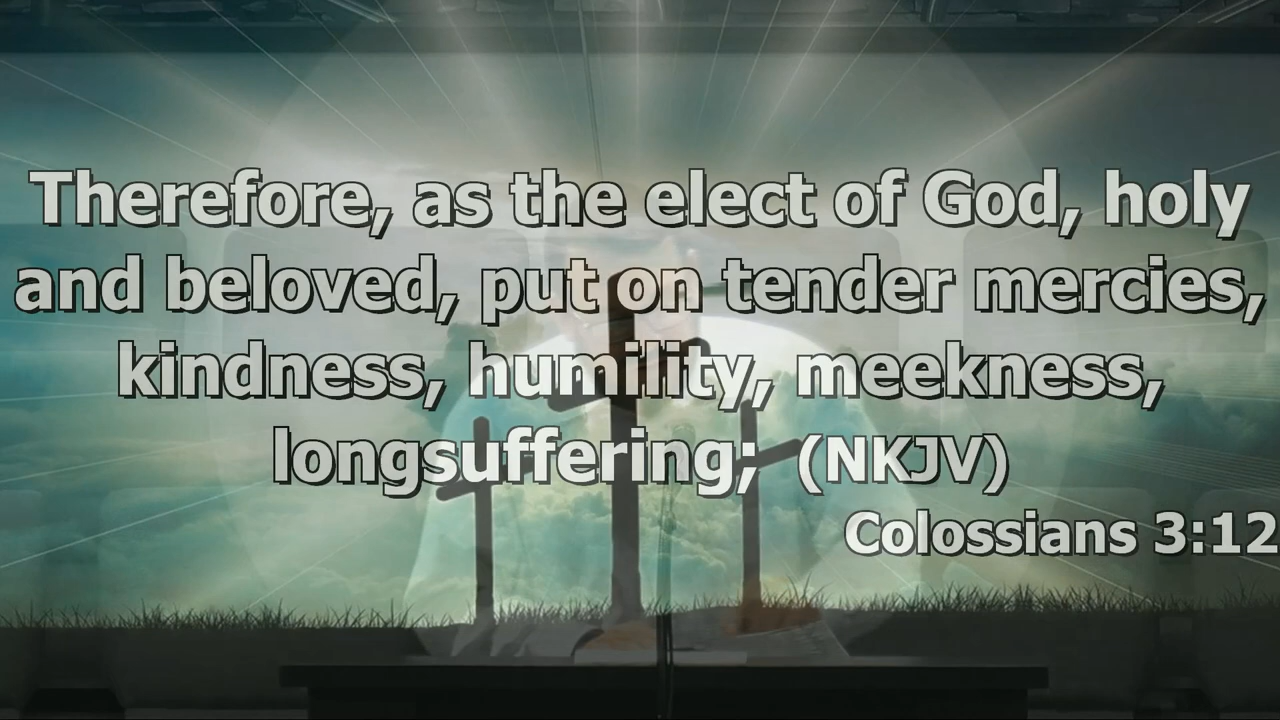 Therefore, as the elect of God, holy
and beloved, put on tender mercies,
kindness, humility, meekness,
longsuffering; (NKJV)
Colossians 3:12